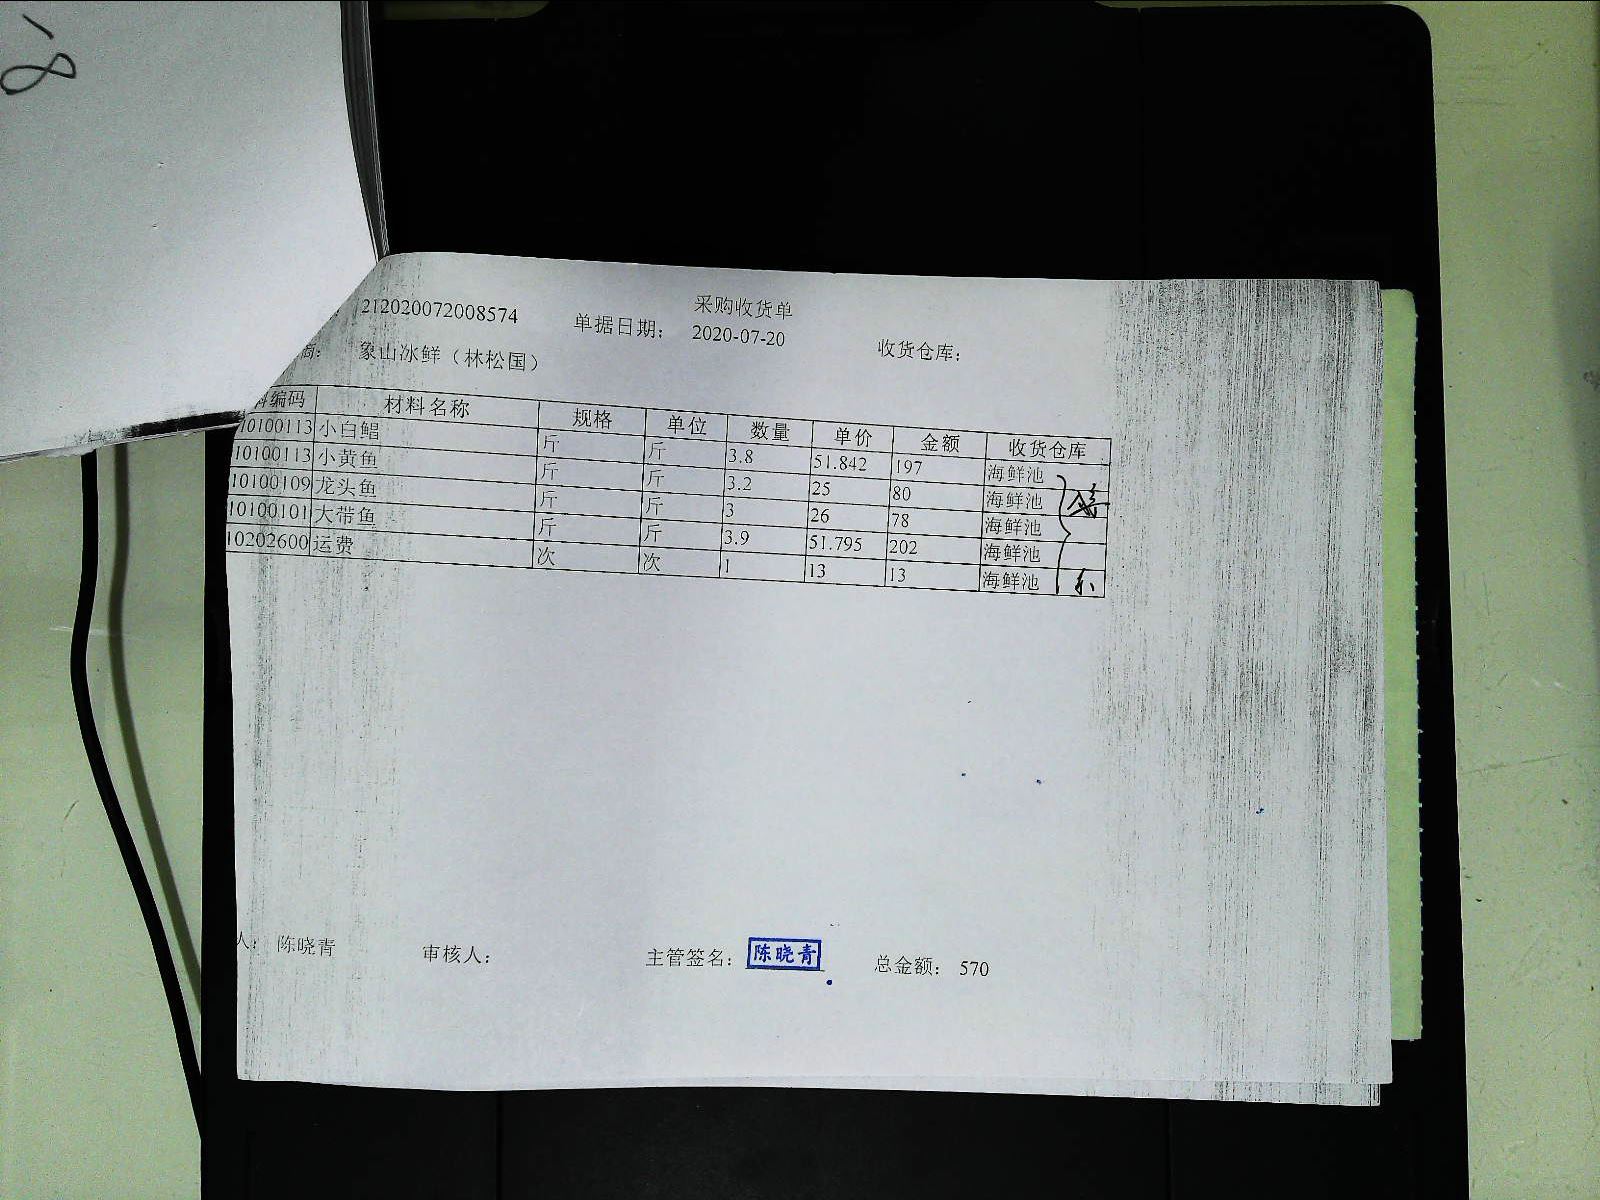 8
采购收货单
212020072008574 单据日期: 2020-07-20 收货仓库:
商: 象山冰鲜(林松国)
料编码 材料名称 规格 单位 数量 单价 金额 收货仓库
10100113 小白鲳 斤 斤 3.8 51.842 197 海鲜池
10100113 小黄鱼 斤 斤 3.2 25 80 海鲜池
10100109 龙头鱼 斤 斤 3 26 78 海鲜池
10100101 大带鱼 斤 斤 3.9 51.795 202 海鲜池
10202600 运费 次 次 1 13 13 海鲜池
人: 陈晓青 审核人: 主管签名: 陈晓青 总金额: 570